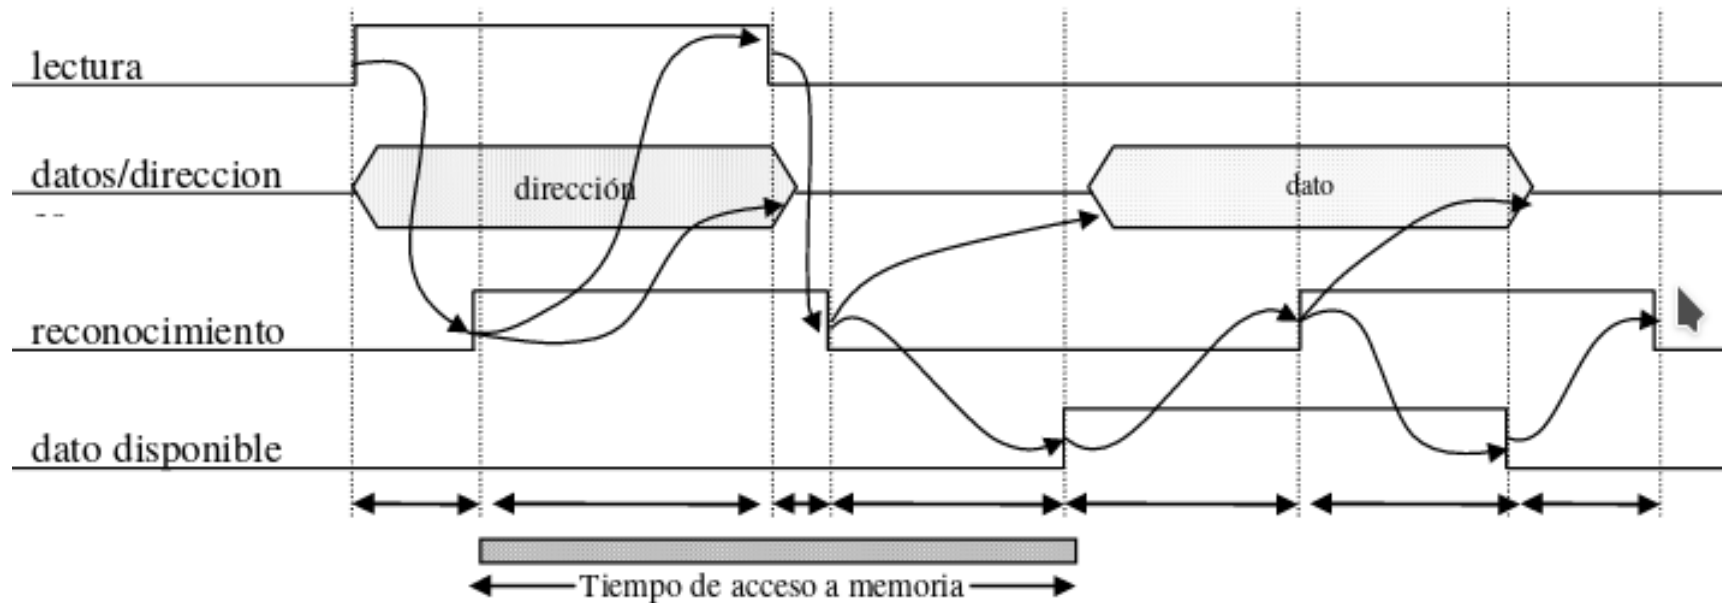 lectura
datos/direccion
dirección
dato
reconocimiento
dato disponible
Tiempo de acceso a memoria